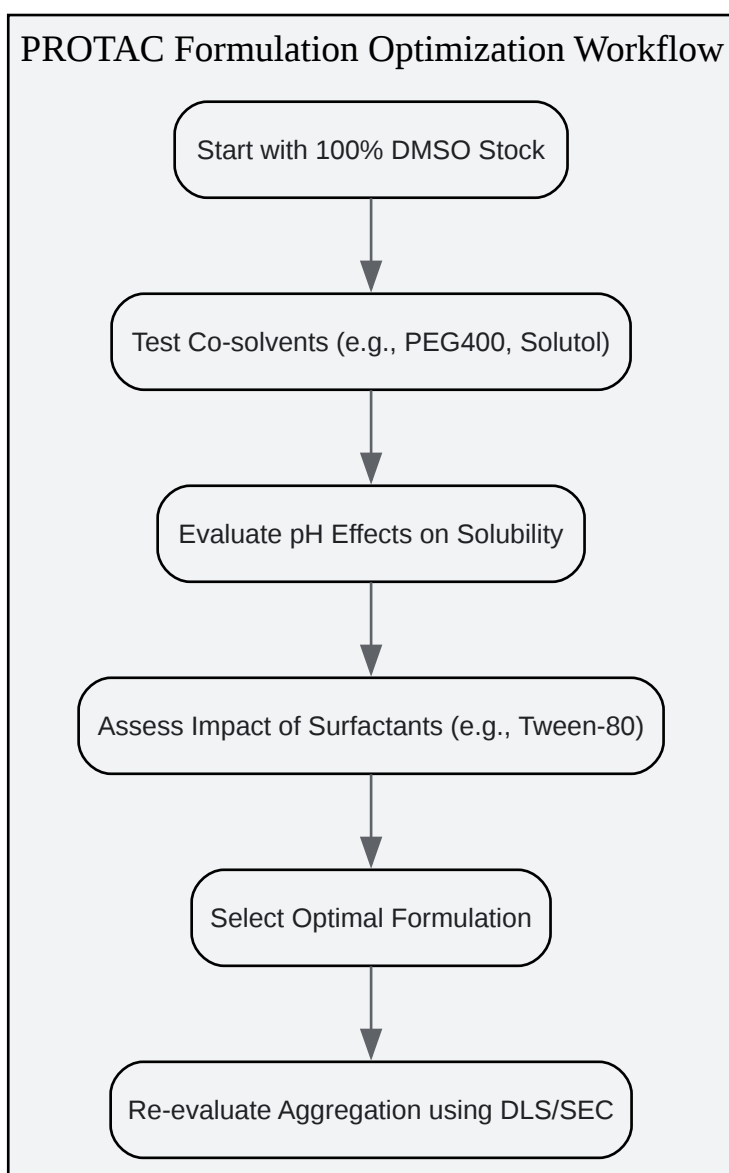 PROTAC Formulation Optimization Workflow
Start with 100% DMSO Stock
Test Co-solvents (e.g., PEG400, Solutol)
Evaluate pH Effects on Solubility
Assess Impact of Surfactants (e.g., Tween-80)
Select Optimal Formulation
Re-evaluate Aggregation using DLS/SEC